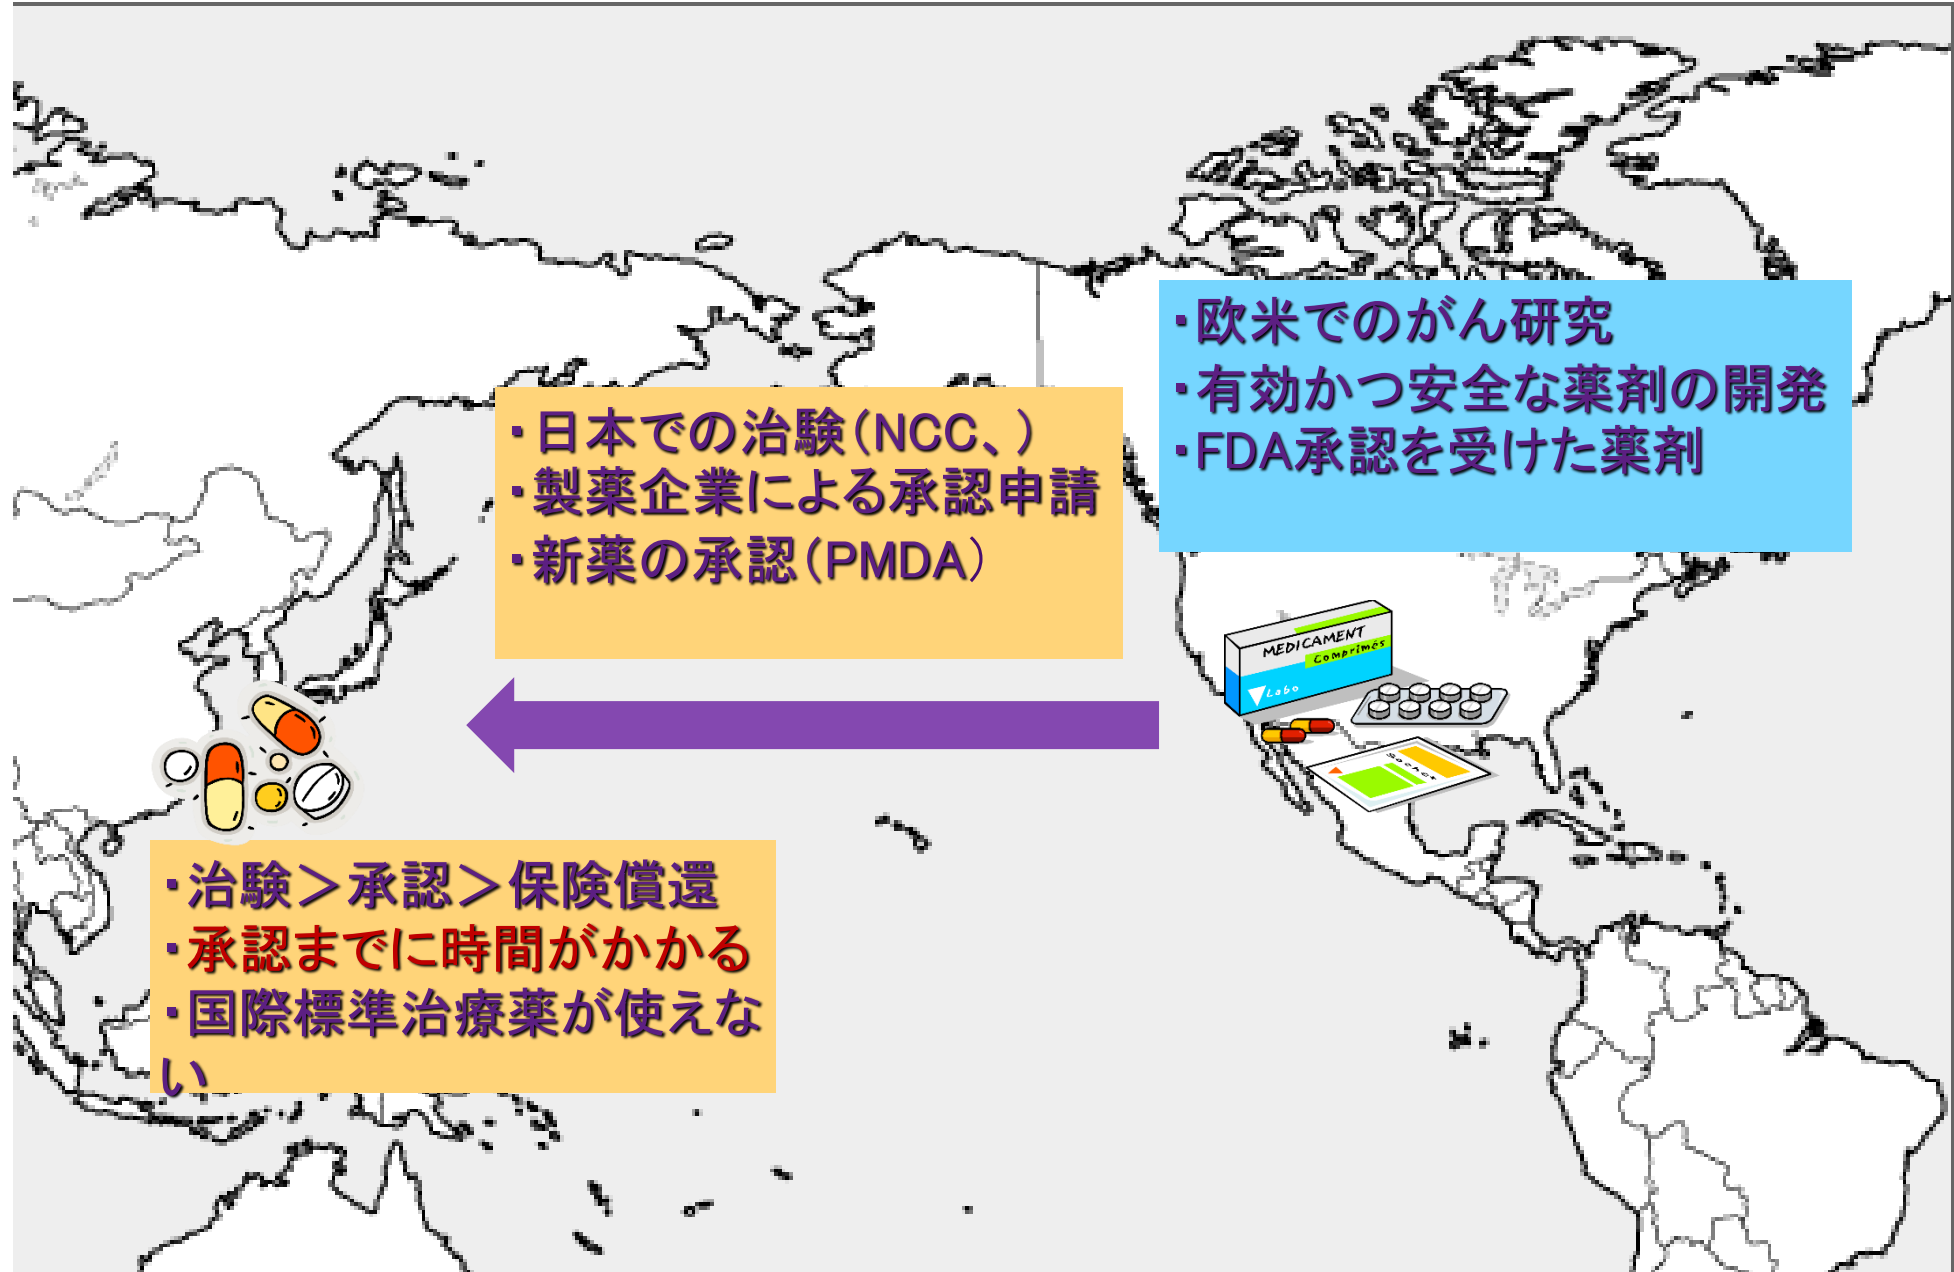 ・欧米でのがん研究
・有効かつ安全な薬剤の開発
・FDA承認を受けた薬剤
・日本での治験（NCC、）
・製薬企業による承認申請
・新薬の承認（PMDA）
MEDICAMENT
Comprimés
Labo
Sachet
・治験＞承認＞保険償還
・承認までに時間がかかる
・国際標準治療薬が使えな
い